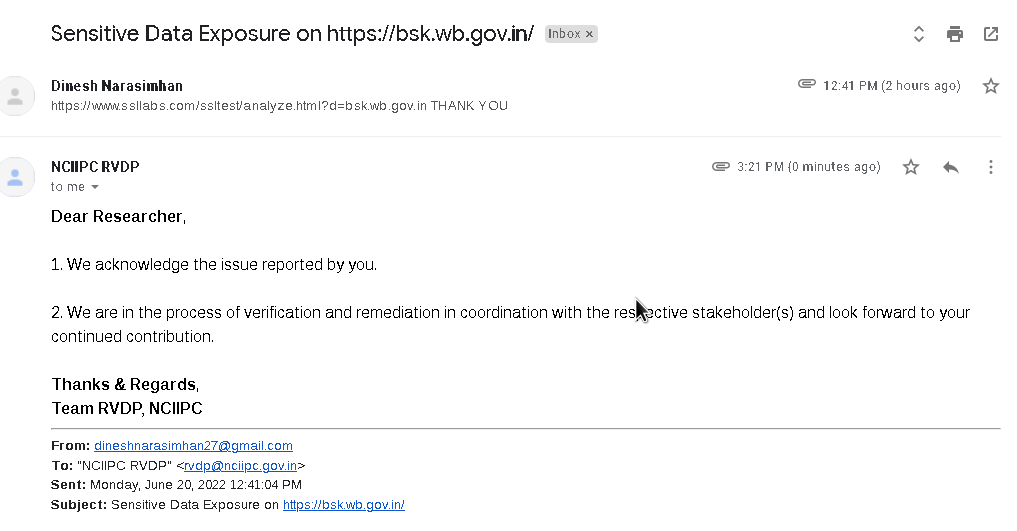 Sensitive Data Exposure on https://bsk.wb.gov.in/ Inbox ×
Dinesh Narasimhan 12:41 PM (2 hours ago)
https://www.ssllabs.com/ssltest/analyze.html?d=bsk.wb.gov.in THANK YOU
NCIIPC RVDP 3:21 PM (0 minutes ago)
to me
Dear Researcher,
1. We acknowledge the issue reported by you.
2. We are in the process of verification and remediation in coordination with the respective stakeholder(s) and look forward to your
continued contribution.
Thanks & Regards,
Team RVDP, NCIIPC
From: dineshnarasimhan27@gmail.com
To: "NCIIPC RVDP" <rvdp@nciipc.gov.in>
Sent: Monday, June 20, 2022 12:41:04 PM
Subject: Sensitive Data Exposure on https://bsk.wb.gov.in/